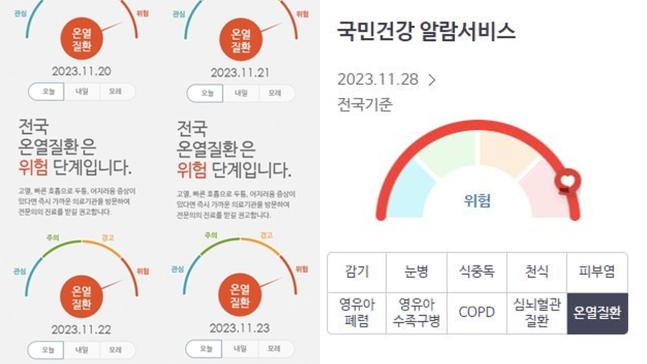 관심
위험
온열
질환
2023.11.20
오늘 내일 모레
관심
위험
온열
질환
2023.11.21
오늘 내일 모레
전국
온열질환은
위험 단계입니다.
고열, 빠른 호흡으로 두통, 어지러움 증상이
있다면 즉시 가까운 의료기관을 방문하여
전문의의 진료를 받길 권고합니다.
전국
온열질환은
위험 단계입니다.
고열, 빠른 호흡으로 두통, 어지러움 증상이
있다면 즉시 가까운 의료기관을 방문하여
전문의의 진료를 받길 권고합니다.
주의 경고
관심
위험
온열
질환
2023.11.22
오늘 내일 모레
주의 경고
관심
위험
온열
질환
2023.11.23
오늘 내일 모레
국민건강 알람서비스
2023.11.28 >
전국기준
위험
감기 눈병 식중독 천식 피부염
영유아
폐렴
영유아
수족구병
COPD
심뇌혈관
질환
온열질환